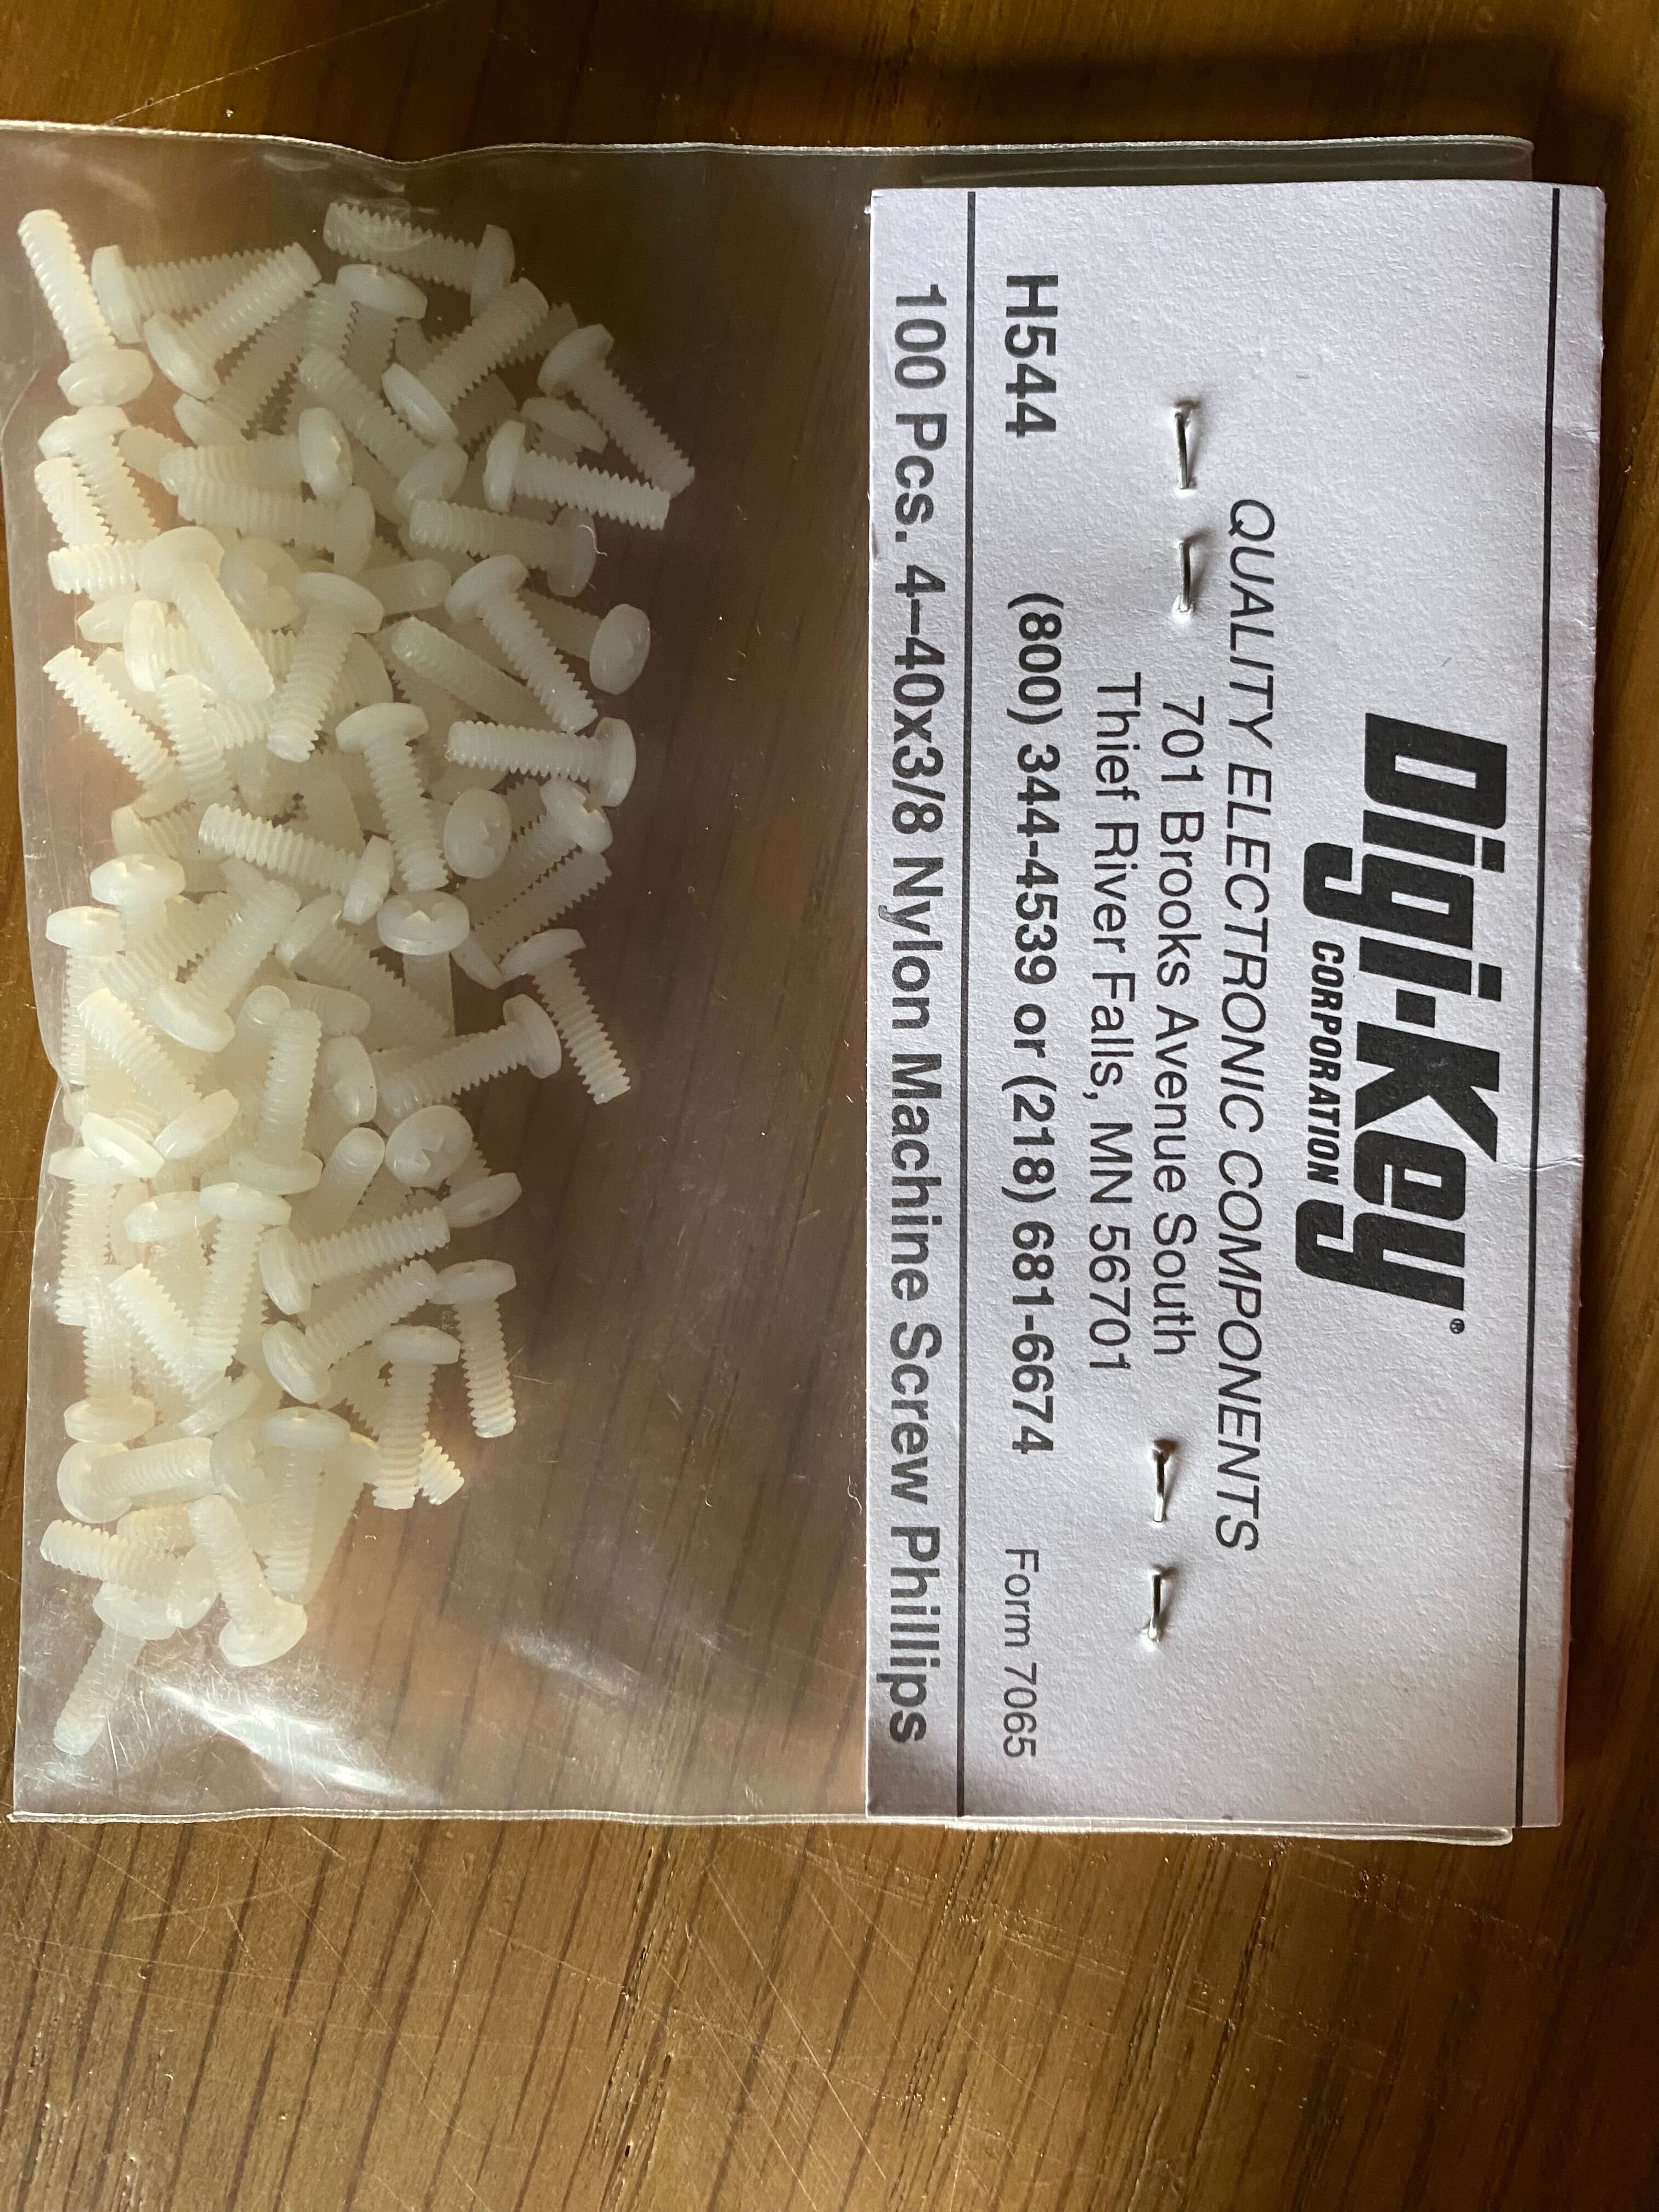 Digi-Key®
CORPORATION
QUALITY ELECTRONIC COMPONENTS
701 Brooks Avenue South
Thief River Falls, MN 56701
H544 (800) 344-4539 or (218) 681-6674 Form 7065
100 Pcs. 4–40x3/8 Nylon Machine Screw Phillips